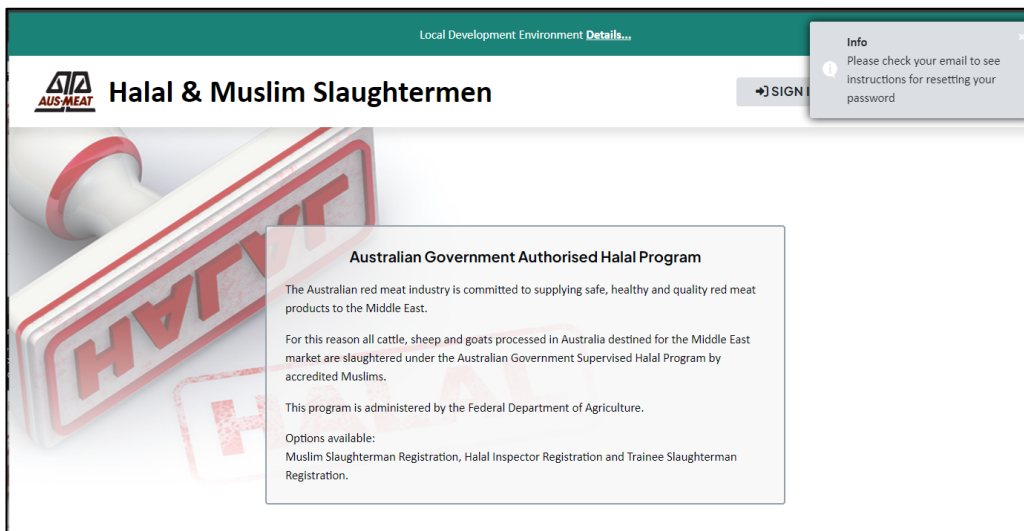 Local Development Environment Details...
Info
Please check your email to see
instructions for resetting your
password
AUS-MEAT
Halal & Muslim Slaughtermen
SIGN I
HALAL
Australian Government Authorised Halal Program
The Australian red meat industry is committed to supplying safe, healthy and quality red meat
products to the Middle East.
For this reason all cattle, sheep and goats processed in Australia destined for the Middle East
market are slaughtered under the Australian Government Supervised Halal Program by
accredited Muslims.
This program is administered by the Federal Department of Agriculture.
Options available:
Muslim Slaughterman Registration, Halal Inspector Registration and Trainee Slaughterman
Registration.
HALAL